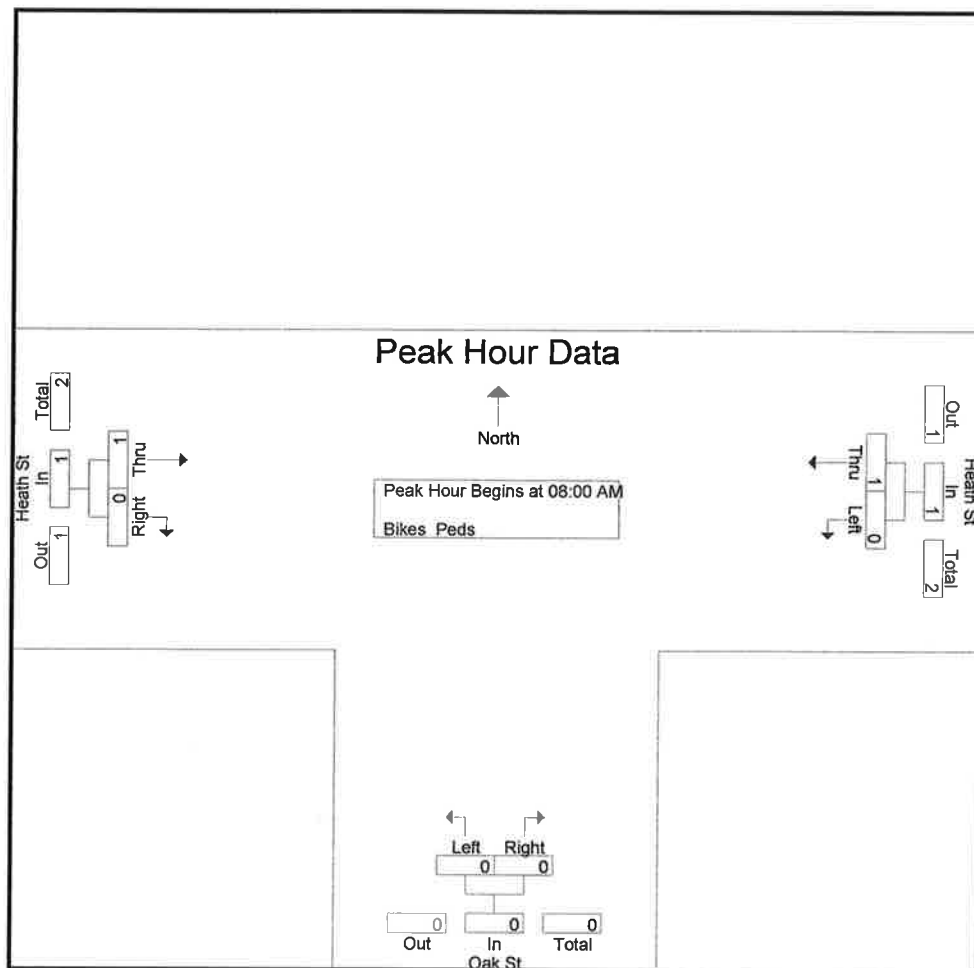 Peak Hour Data
North
Peak Hour Begins at 08:00 AM
Bikes Peds
Heath St
Total
2
In
1
Out
1
Thru
1
Right
0
Heath St
Out
1
In
1
Total
2
Thru
1
Left
0
Left Right
0 0
0 0 0
Out In Total
Oak St